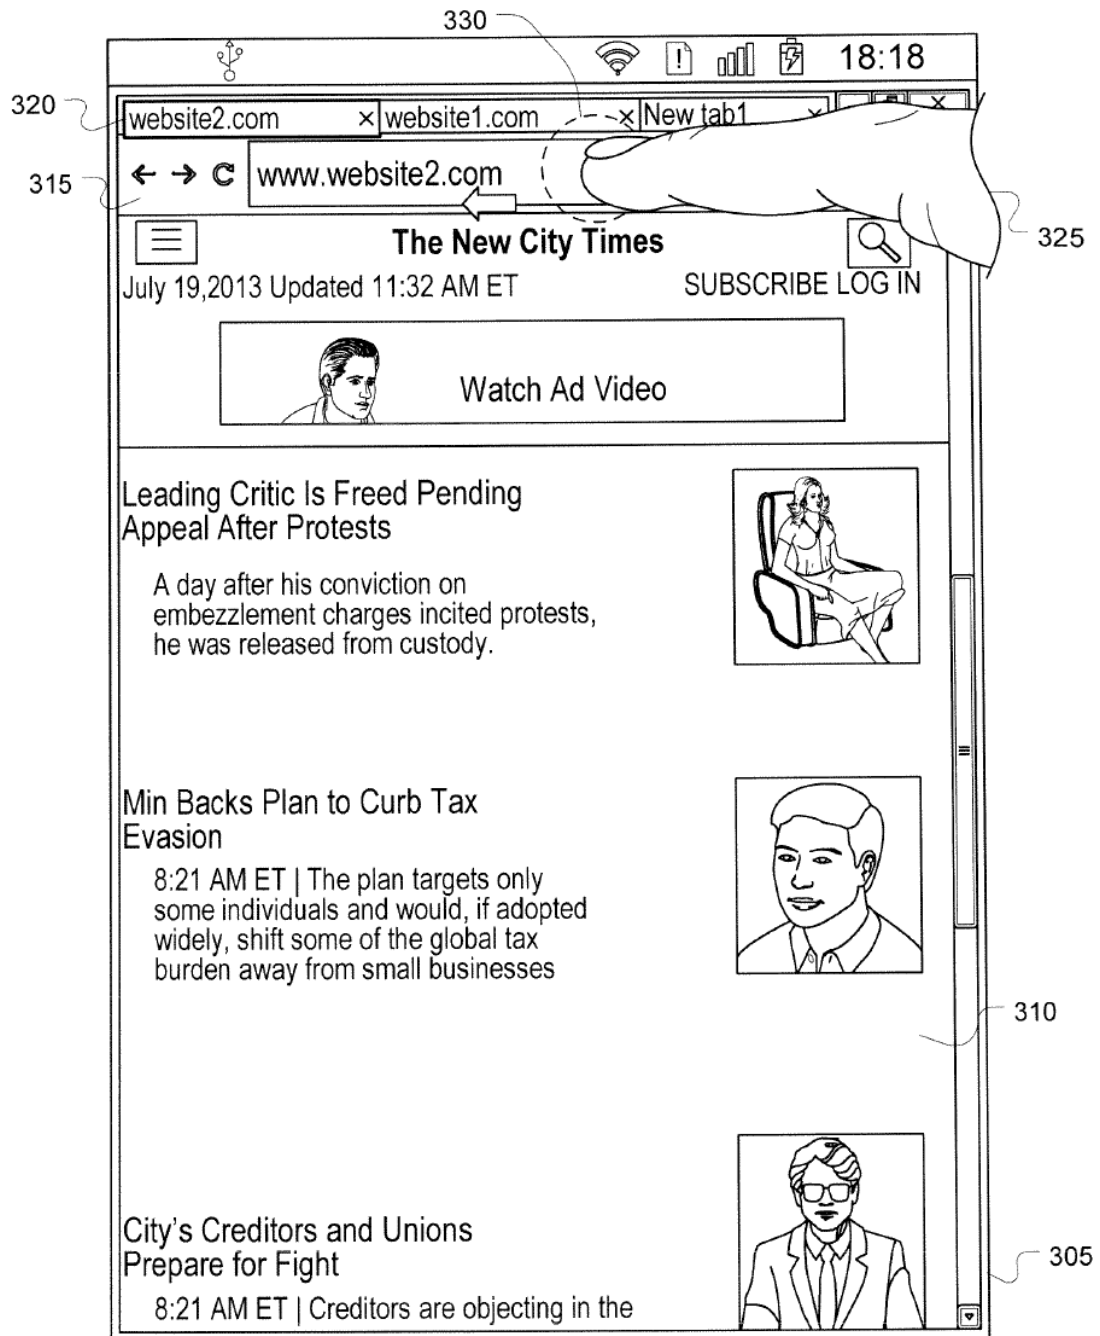 330
18:18
320
website2.com × website1.com × New tab1 ×
www.website2.com
315
325
The New City Times
July 19,2013 Updated 11:32 AM ET SUBSCRIBE LOG IN
Watch Ad Video
Leading Critic Is Freed Pending
Appeal After Protests
A day after his conviction on
embezzlement charges incited protests,
he was released from custody.
Min Backs Plan to Curb Tax
Evasion
8:21 AM ET | The plan targets only
some individuals and would, if adopted
widely, shift some of the global tax
burden away from small businesses
310
City's Creditors and Unions
Prepare for Fight
305
8:21 AM ET | Creditors are objecting in the